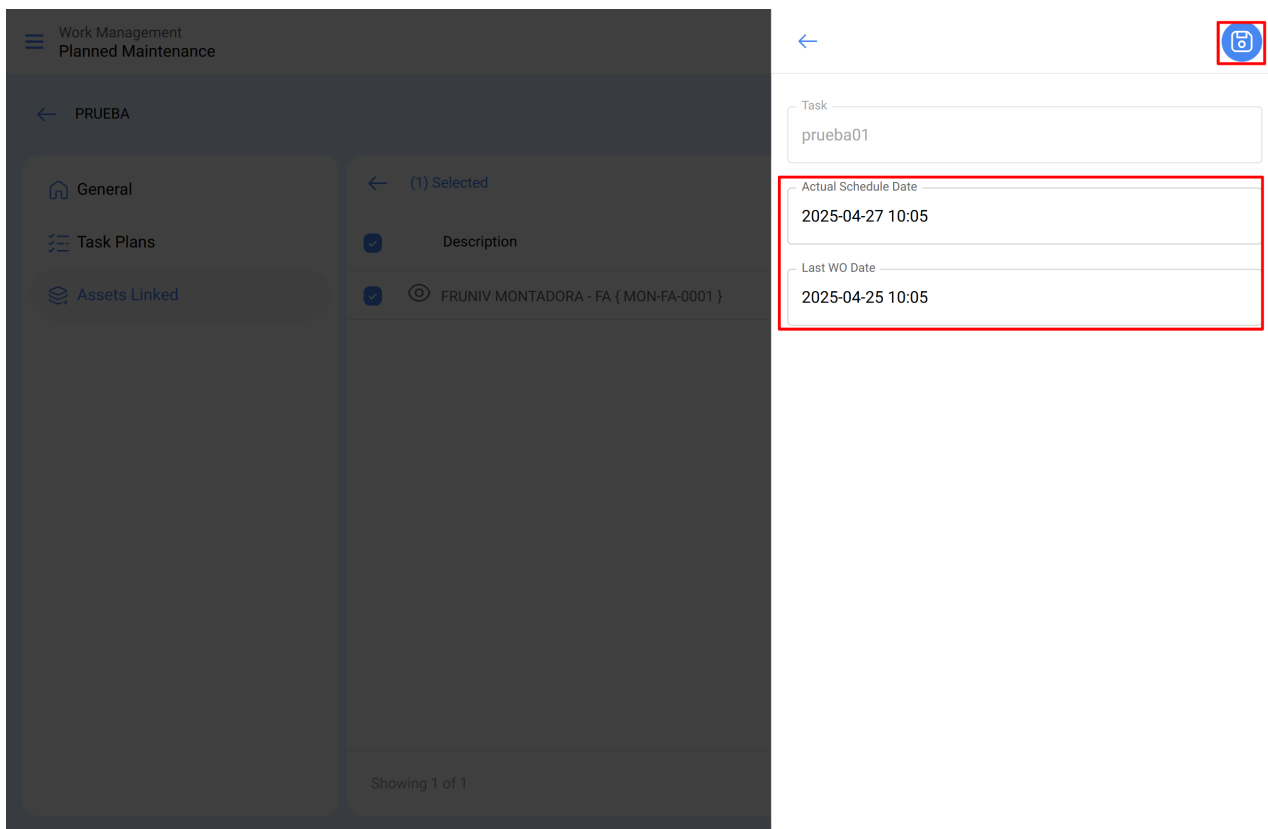 Work Management
Planned Maintenance
PRUEBA
General
Task Plans
Assets Linked
(1) Selected
Description
FRUNIV MONTADORA - FA { MON-FA-0001 }
Showing 1 of 1
Task
prueba01
Actual Schedule Date
2025-04-27 10:05
Last WO Date
2025-04-25 10:05